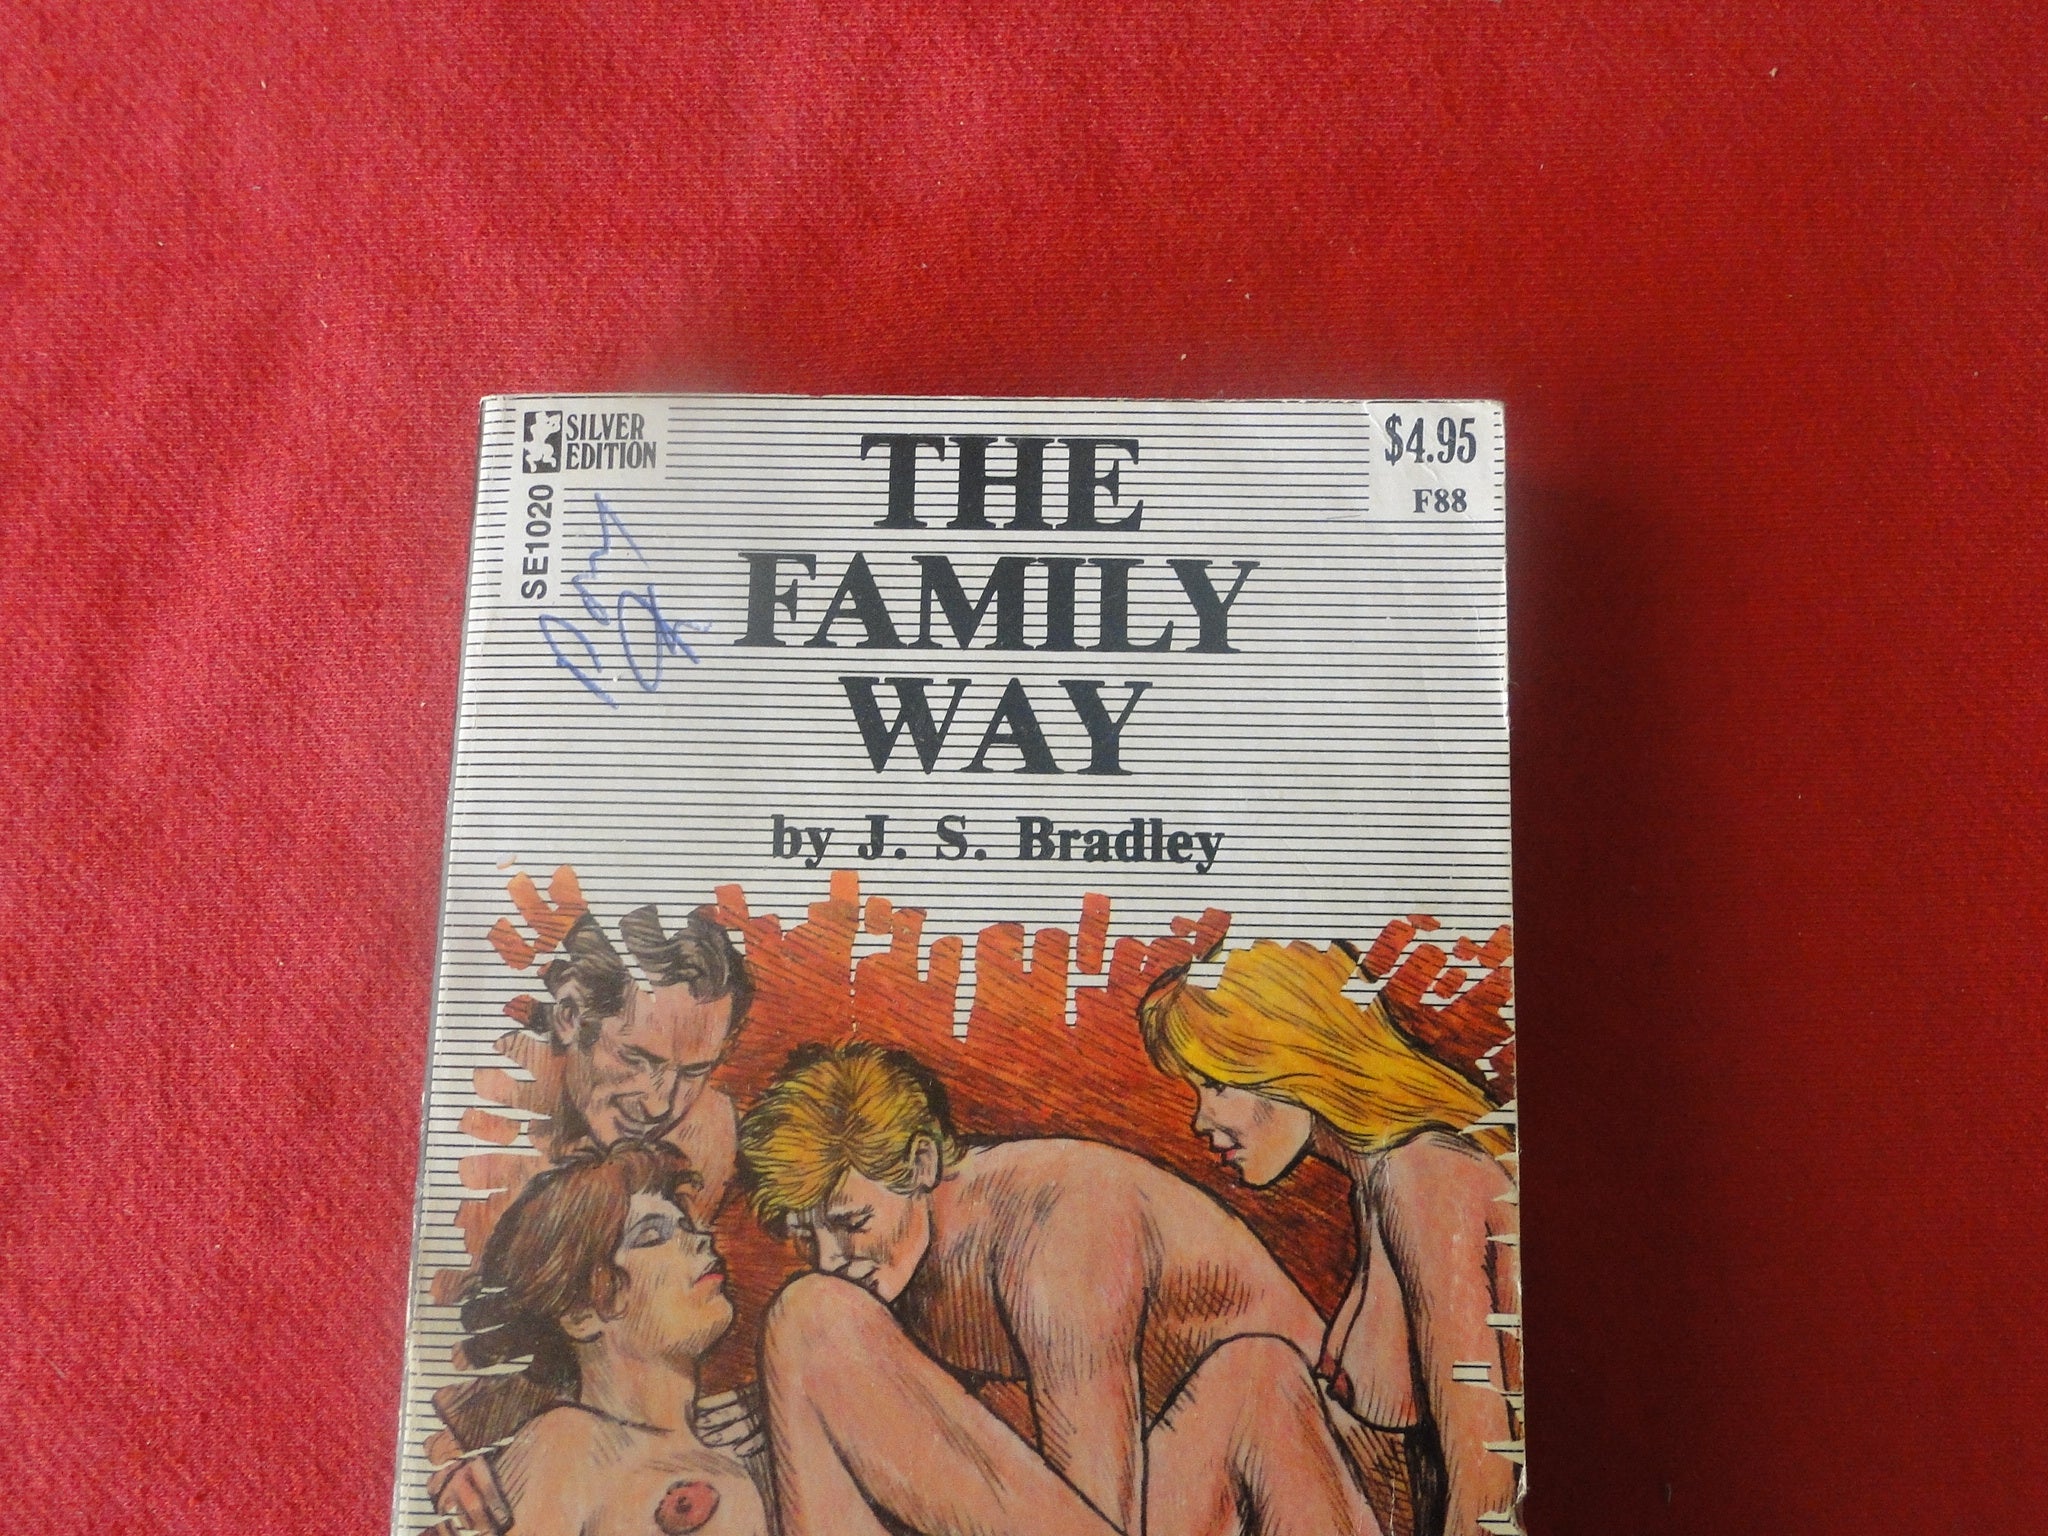 SILVER
EDITION
SE1020
$4.95
F88
THE
FAMILY
WAY
by J. S. Bradley